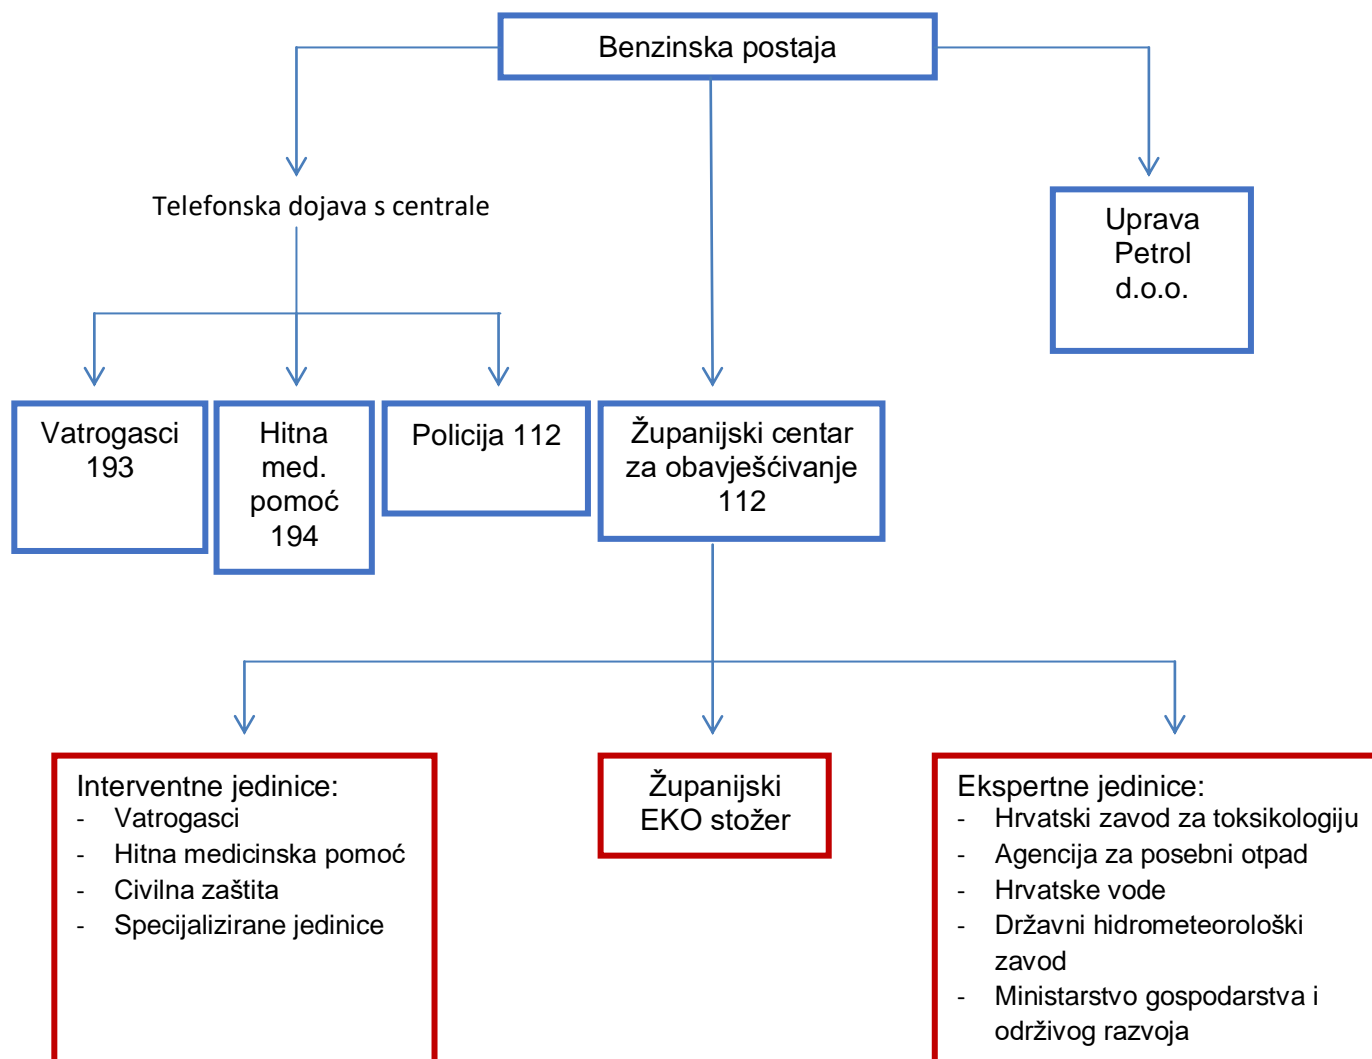 Benzinska postaja
Telefonska dojava s centrale
Uprava
Petrol
d.o.o.
Vatrogasci
193
Hitna
med.
pomoć
194
Policija 112
Županijski centar
za obavješćivanje
112
Interventne jedinice:
- Vatrogasci
- Hitna medicinska pomoć
- Civilna zaštita
- Specijalizirane jedinice
Županijski
EKO stožer
Ekspertne jedinice:
- Hrvatski zavod za toksikologiju
- Agencija za posebni otpad
- Hrvatske vode
- Državni hidrometeorološki
zavod
- Ministarstvo gospodarstva i
održivog razvoja